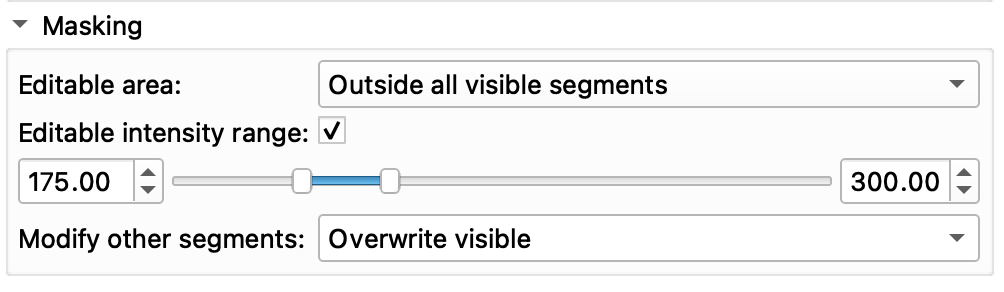 Masking
Editable area: Outside all visible segments
Editable intensity range:
175.00 300.00
Modify other segments: Overwrite visible